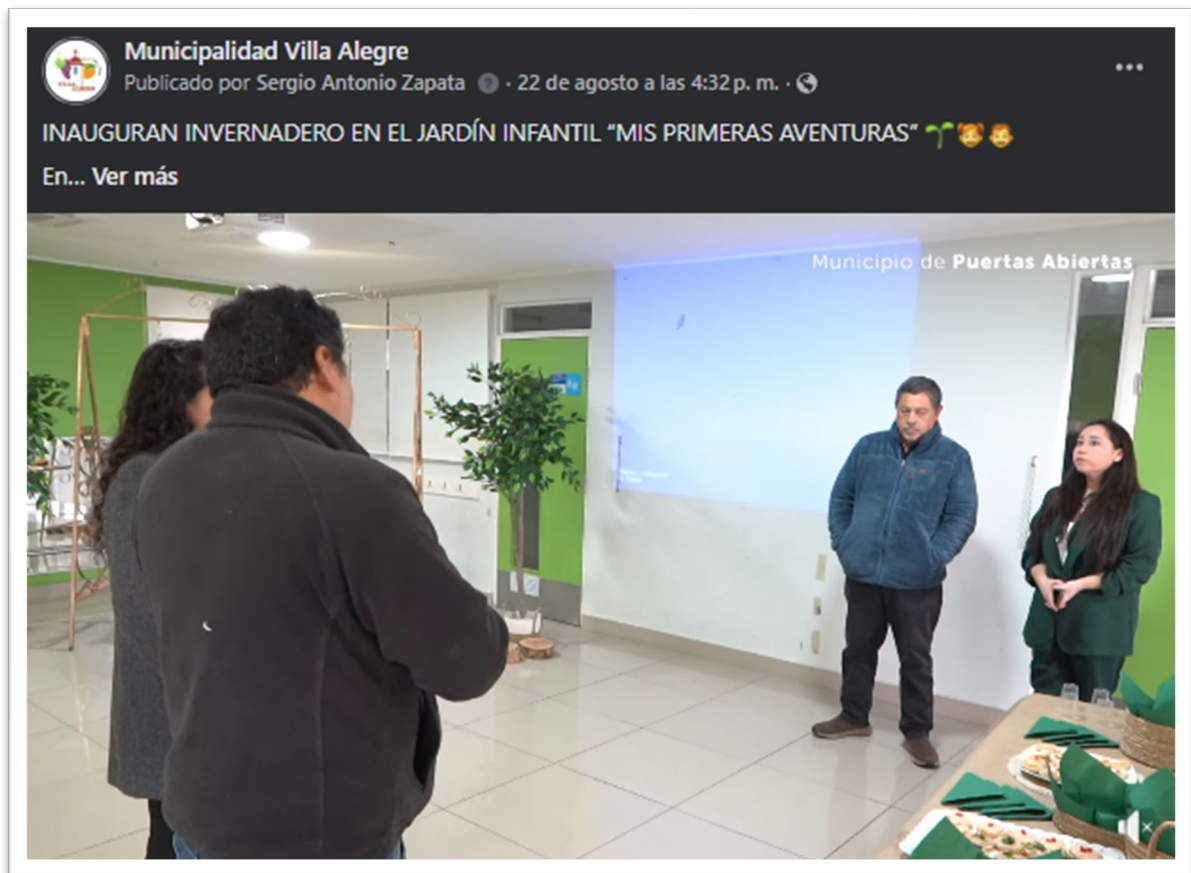 Municipalidad Villa Alegre
Publicado por Sergio Antonio Zapata · 22 de agosto a las 4:32 p. m. ·
INAUGURAN INVERNADERO EN EL JARDÍN INFANTIL “MIS PRIMERAS AVENTURAS” 🌱👧👦
En... Ver más
Municipio de Puertas Abiertas